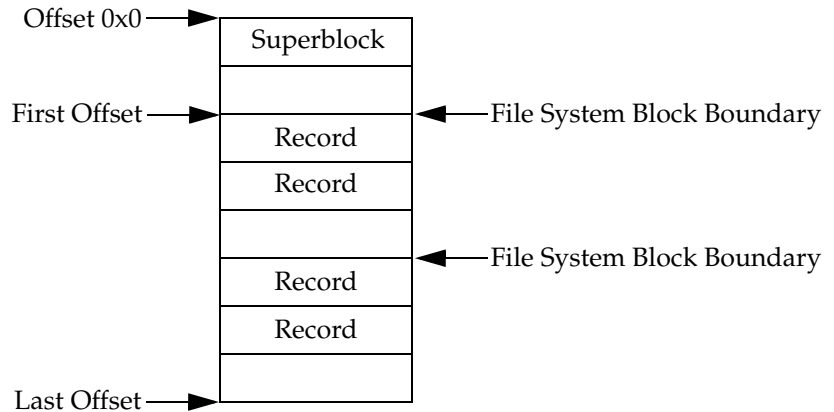 Offset 0x0
Superblock
First Offset
File System Block Boundary
Record
Record
File System Block Boundary
Record
Record
Last Offset